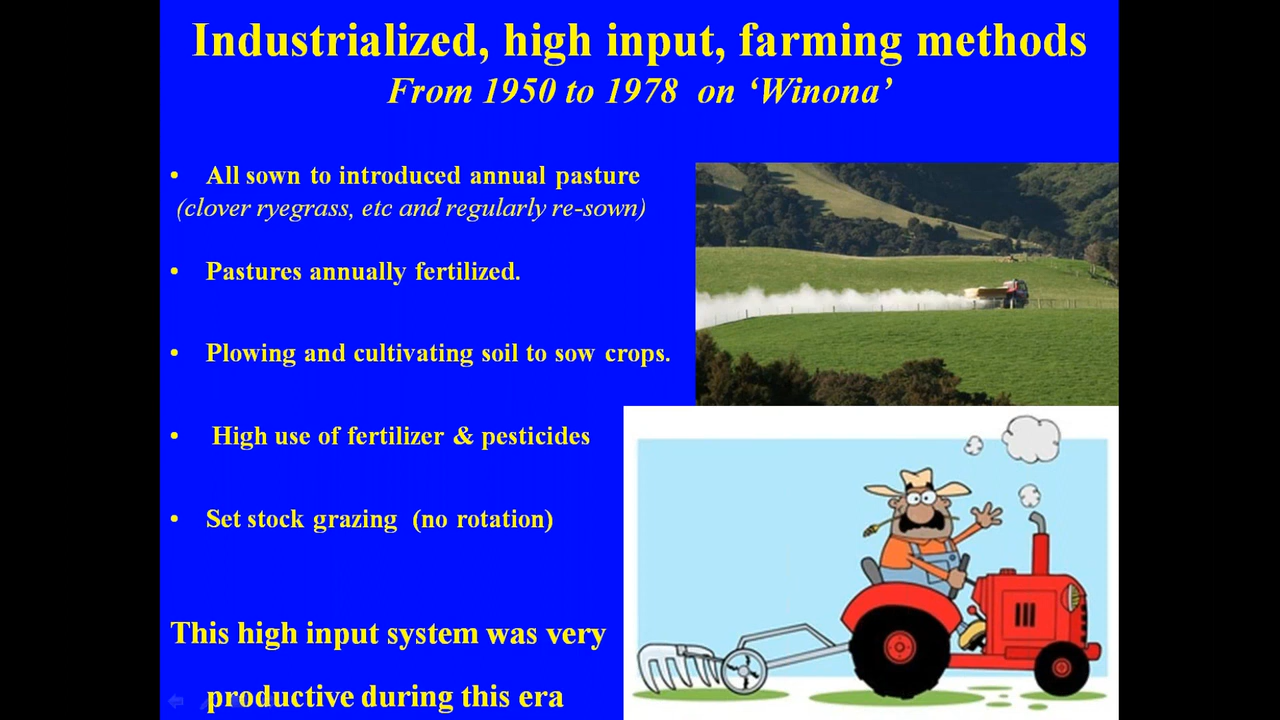 Industrialized, high input, farming methods
From 1950 to 1978 on ‘Winona’
• All sown to introduced annual pasture
(clover ryegrass, etc and regularly re-sown)
• Pastures annually fertilized.
• Plowing and cultivating soil to sow crops.
• High use of fertilizer & pesticides
• Set stock grazing (no rotation)
This high input system was very
productive during this era